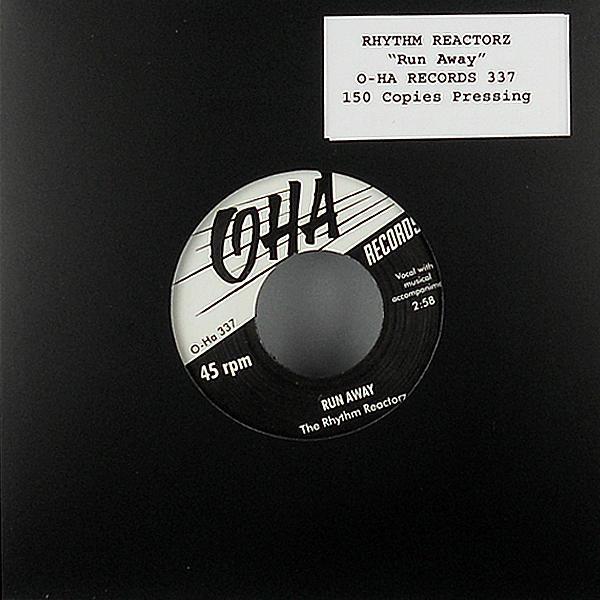 RHYTHM REACTORZ
“Run Away”
O-HA RECORDS 337
150 Copies Pressing
OHA
RECORDS
Vocal with
musical
accompanime
2:58
O-Ha 337
45 rpm
RUN AWAY
The Rhythm Reactorz